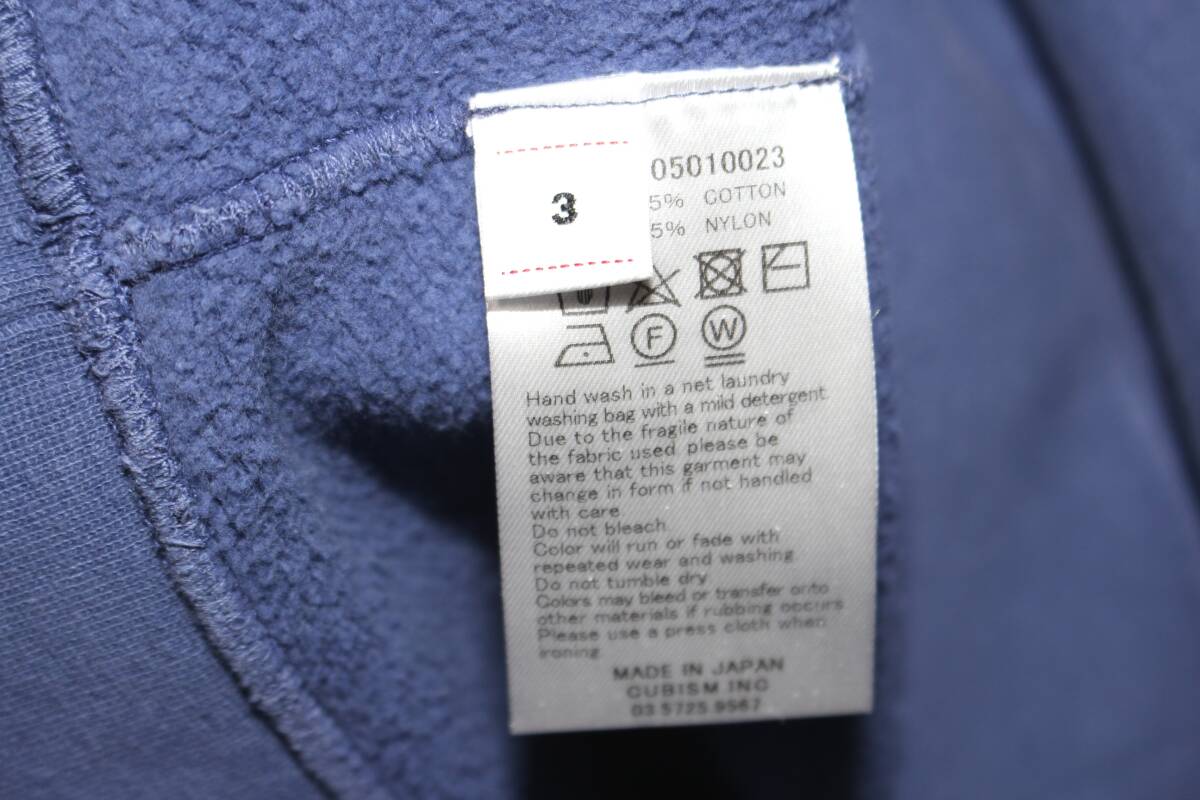 3
05010023
5% COTTON
5% NYLON
F W
Hand wash in a net laundry
washing bag with a mild detergent.
Due to the fragile nature of
the fabric used, please be
aware that this garment may
change in form if not handled
with care.
Do not bleach.
Color will run or fade with
repeated wear and washing.
Do not tumble dry.
Colors may bleed or transfer onto
other materials if rubbing occurs.
Please use a press cloth when
ironing.
MADE IN JAPAN
CUBISM INC
03 5725 9567